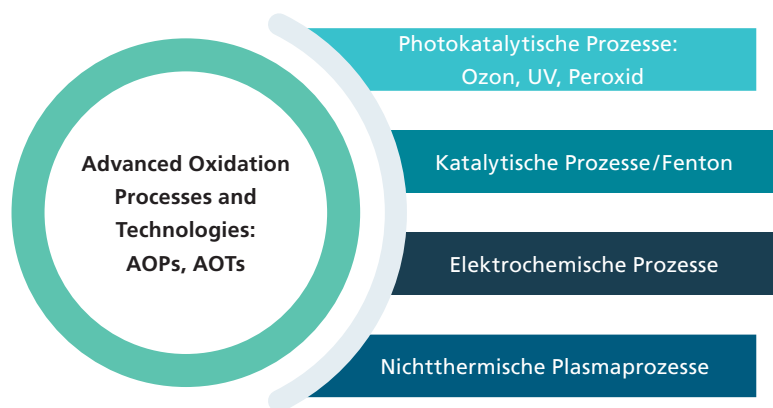 Advanced Oxidation
Processes and
Technologies:
AOPs, AOTs
Photokatalytische Prozesse:
Ozon, UV, Peroxid
Katalytische Prozesse/Fenton
Elektrochemische Prozesse
Nichtthermische Plasmaprozesse